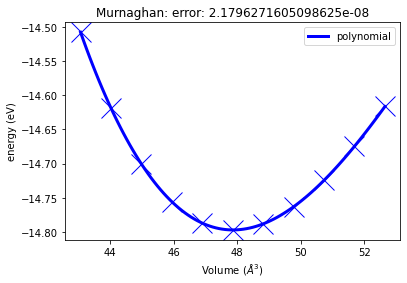 Murnaghan: error: 2.1796271605098625e-08
polynomial
−14.50
−14.55
−14.60
−14.65
−14.70
−14.75
−14.80
energy (eV)
44 46 48 50 52
Volume (Å^3)